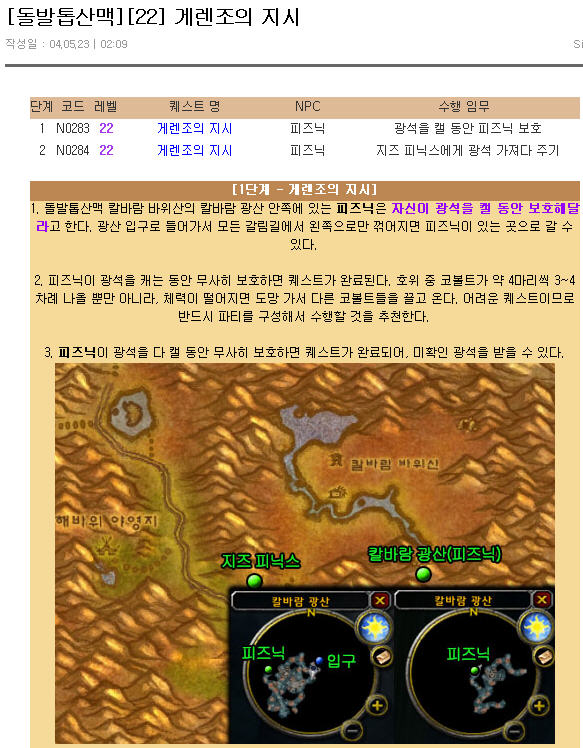 [돌발톱산맥][22] 게렌조의 지시
작성일 : 04,05,23 | 02:09
Si
단계 코드 레벨 퀘스트 명 NPC 수행 임무
1 N0283 22 게렌조의 지시 피즈닉 광석을 캘 동안 피즈닉 보호
2 N0284 22 게렌조의 지시 피즈닉 지즈 피닉스에게 광석 가져다 주기
[1단계 - 게렌조의 지시]
1, 돌발톱산맥 칼바람 바위산의 칼바람 광산 안쪽에 있는 피즈닉은 자신이 광석을 캘 동안 보호해달
라고 한다. 광산 입구로 들어가서 모든 갈림길에서 왼쪽으로만 꺾어지면 피즈닉이 있는 곳으로 갈 수
있다.
2, 피즈닉이 광석을 캐는 동안 무사히 보호하면 퀘스트가 완료된다. 호위 중 코볼트가 약 4마리씩 3~4
차례 나올 뿐만 아니라, 체력이 떨어지면 도망 가서 다른 코볼트들을 끌고 온다. 어려운 퀘스트이므로
반드시 파티를 구성해서 수행할 것을 추천한다.
3, 피즈닉이 광석을 다 캘 동안 무사히 보호하면 퀘스트가 완료되어, 미확인 광석을 받을 수 있다.
칼바람 바위산
해바위 야영지
지즈 피닉스
칼바람 광산(피즈닉)
칼바람 광산
N
피즈닉
입구
칼바람 광산
N
피즈닉